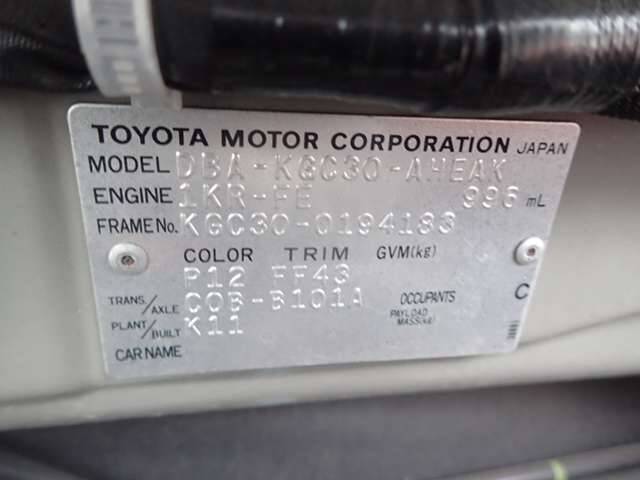 TOYOTA MOTOR CORPORATION JAPAN
MODEL DBA-KGC30-AHEAK
ENGINE 1KR-FE 996 mL
FRAME No. KGC30-0194183
COLOR TRIM GVM(kg)
P12 FF43
TRANS/AXLE C0B-B101A OCCUPANTS C
PLANT/BUILT K11 PAYLOAD MASS(kg)
CAR NAME